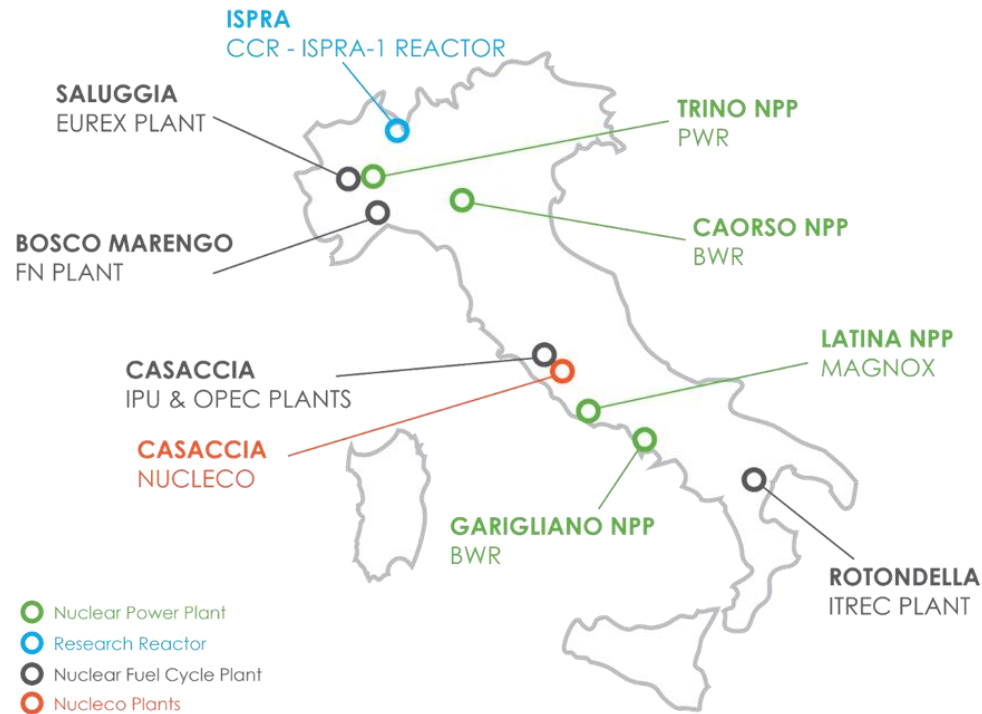 ISPRA
CCR - ISPRA-1 REACTOR
SALUGGIA
EUREX PLANT
TRINO NPP
PWR
BOSCO MARENGO
FN PLANT
CAORSO NPP
BWR
CASACCIA
IPU & OPEC PLANTS
LATINA NPP
MAGNOX
CASACCIA
NUCLECO
GARIGLIANO NPP
BWR
ROTONDELLA
ITREC PLANT
Nuclear Power Plant
Research Reactor
Nuclear Fuel Cycle Plant
Nucleco Plants